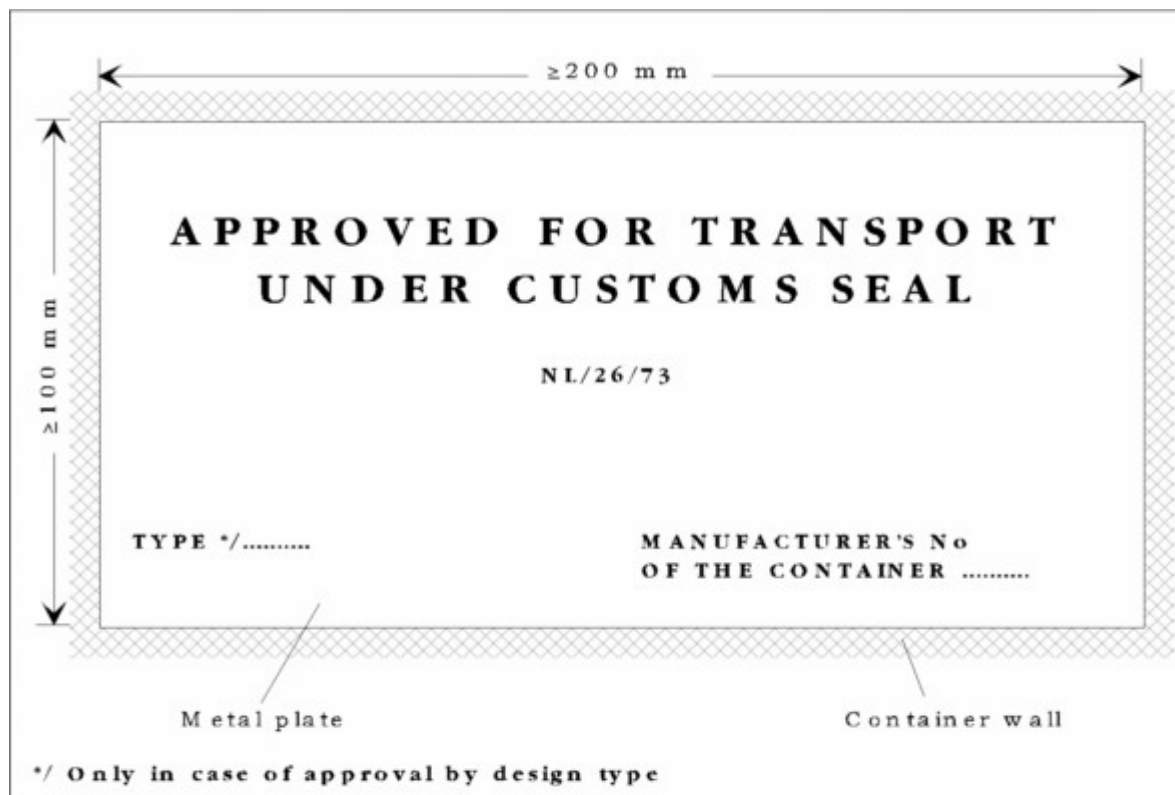 ≥200 mm
≥100 mm
APPROVED FOR TRANSPORT
UNDER CUSTOMS SEAL
NL/26/73
TYPE */..........
MANUFACTURER'S No
OF THE CONTAINER ..........
Metal plate
Container wall
*/ Only in case of approval by design type